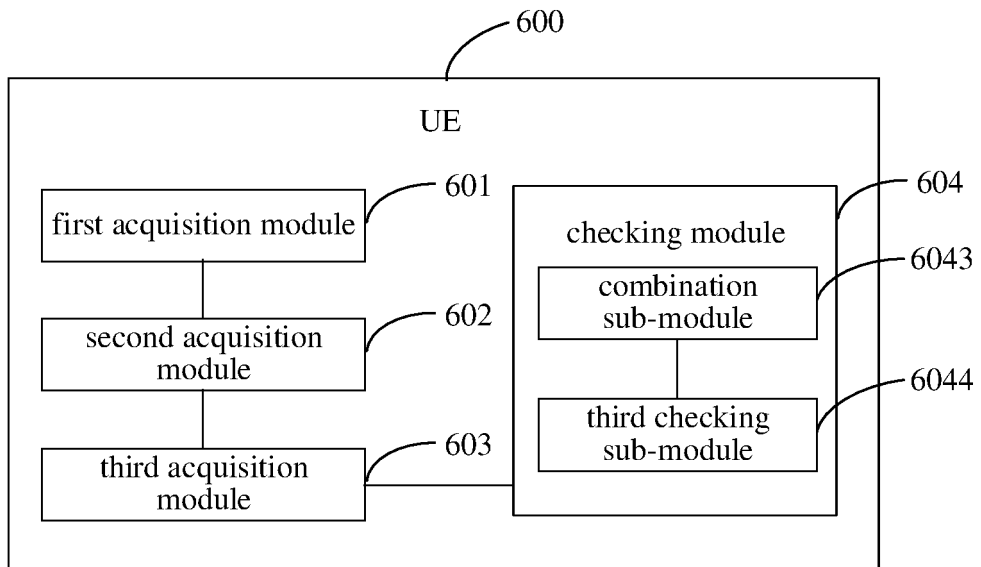 600
UE
601
first acquisition module
602
second acquisition
module
603
third acquisition
module
604
checking module
6043
combination
sub-module
6044
third checking
sub-module